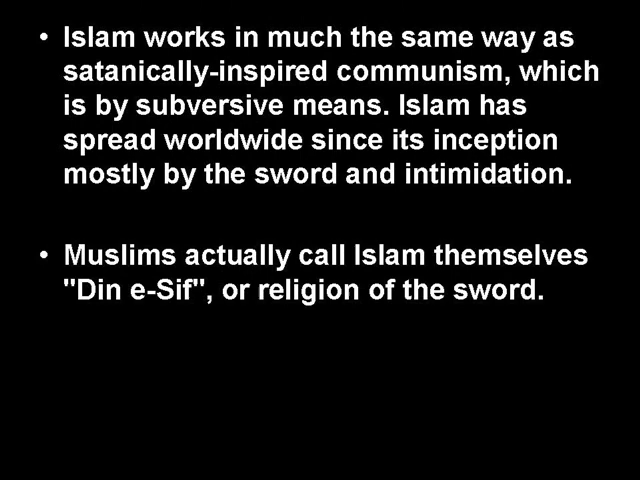 • Islam works in much the same way as
satanically-inspired communism, which
is by subversive means. Islam has
spread worldwide since its inception
mostly by the sword and intimidation.
• Muslims actually call Islam themselves
"Din e-Sif", or religion of the sword.